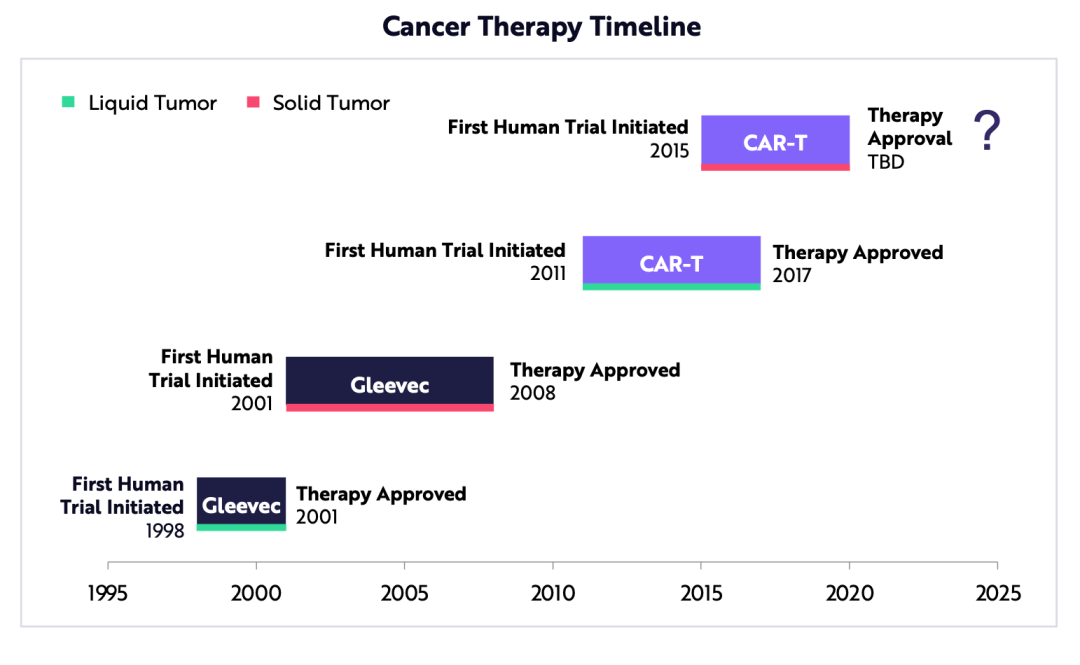 Cancer Therapy Timeline
Liquid Tumor
Solid Tumor
First Human Trial Initiated
2015
CAR-T
Therapy
Approval
TBD
?
First Human Trial Initiated
2011
CAR-T
Therapy Approved
2017
First Human
Trial Initiated
2001
Gleevec
Therapy Approved
2008
First Human
Trial Initiated
1998
Gleevec
Therapy Approved
2001
1995 2000 2005 2010 2015 2020 2025